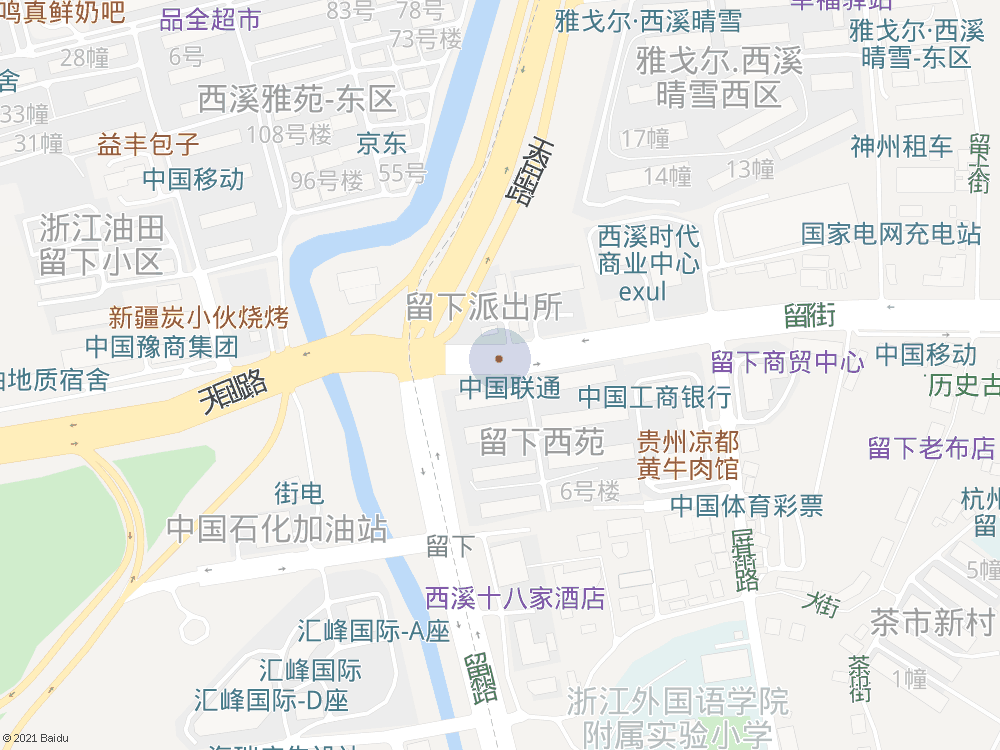 鸣真鲜奶吧
品全超市
83号
78号
73号楼
28幢
6号
舍
雅戈尔·西溪晴雪
幸福驿站
雅戈尔·西溪
晴雪-东区
雅戈尔.西溪
晴雪西区
西溪雅苑-东区
33幢
31幢
108号楼
益丰包子
京东
中国移动
96号楼
55号
17幢
14幢
13幢
神州租车
留下大街
浙江油田
留下小区
西溪时代
商业中心
exul
国家电网充电站
留下派出所
新疆炭小伙烧烤
中国豫商集团
油地质宿舍
天目山路
留下商贸中心
中国移动
中国联通
中国工商银行
历史古
留下西苑
贵州凉都
黄牛肉馆
留下老布店
6号楼
街电
中国体育彩票
杭州
留
中国石化加油站
留下
5幢
西溪十八家酒店
大街
茶市新村
汇峰国际-A座
汇峰国际
汇峰国际-D座
茶市街
1幢
浙江外国语学院
附属实验小学
© 2021 Baidu